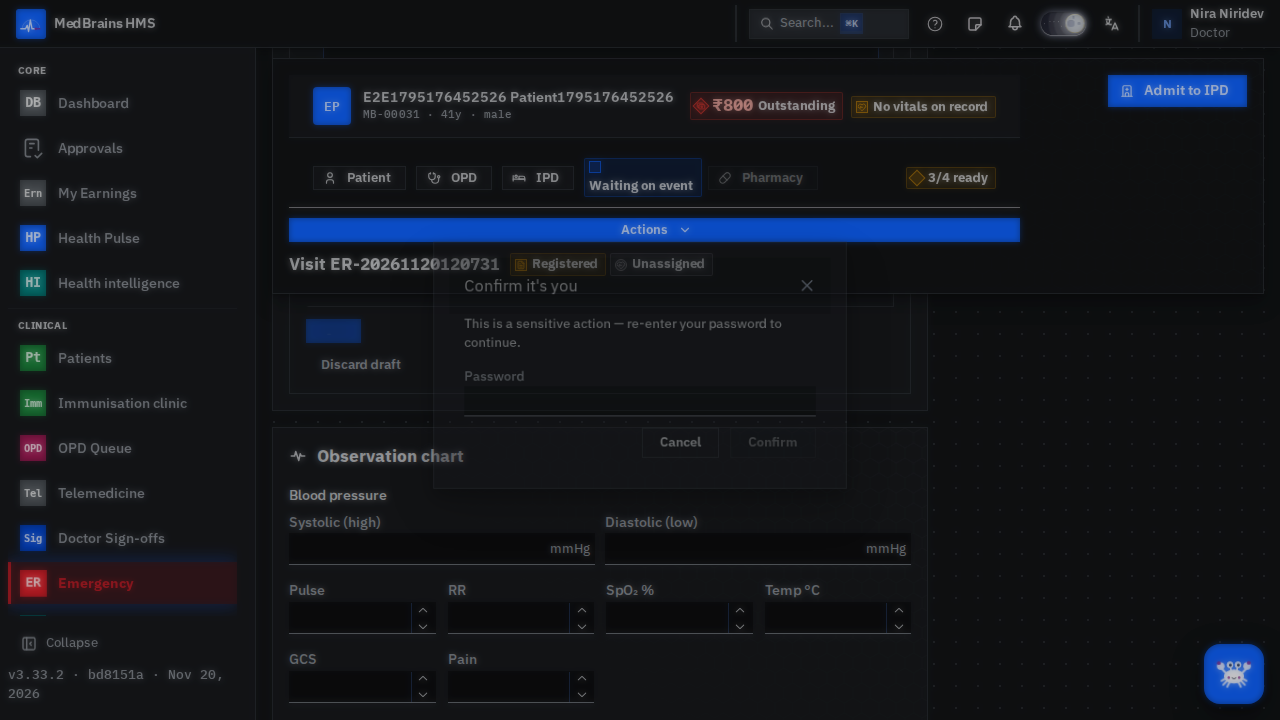 MedBrains HMS
Search...
⌘K
N
Nira Niridev
Doctor
CORE
DB Dashboard
Approvals
Ern My Earnings
HP Health Pulse
HI Health intelligence
CLINICAL
Pt Patients
Imm Immunisation clinic
OPD OPD Queue
Tel Telemedicine
Sig Doctor Sign-offs
ER Emergency
Collapse
v3.33.2 · bd8151a · Nov 20,
2026
EP
E2E1795176452526 Patient1795176452526
MB-00031 · 41y · male
₹800 Outstanding
No vitals on record
Admit to IPD
Patient
OPD
IPD
Waiting on event
Pharmacy
3/4 ready
Actions
Visit ER-20261120120731
Registered
Unassigned
Confirm it's you
This is a sensitive action — re-enter your password to
continue.
Password
Cancel
Confirm
Discard draft
Observation chart
Blood pressure
Systolic (high)
Diastolic (low)
mmHg
mmHg
Pulse
RR
SpO₂ %
Temp °C
GCS
Pain